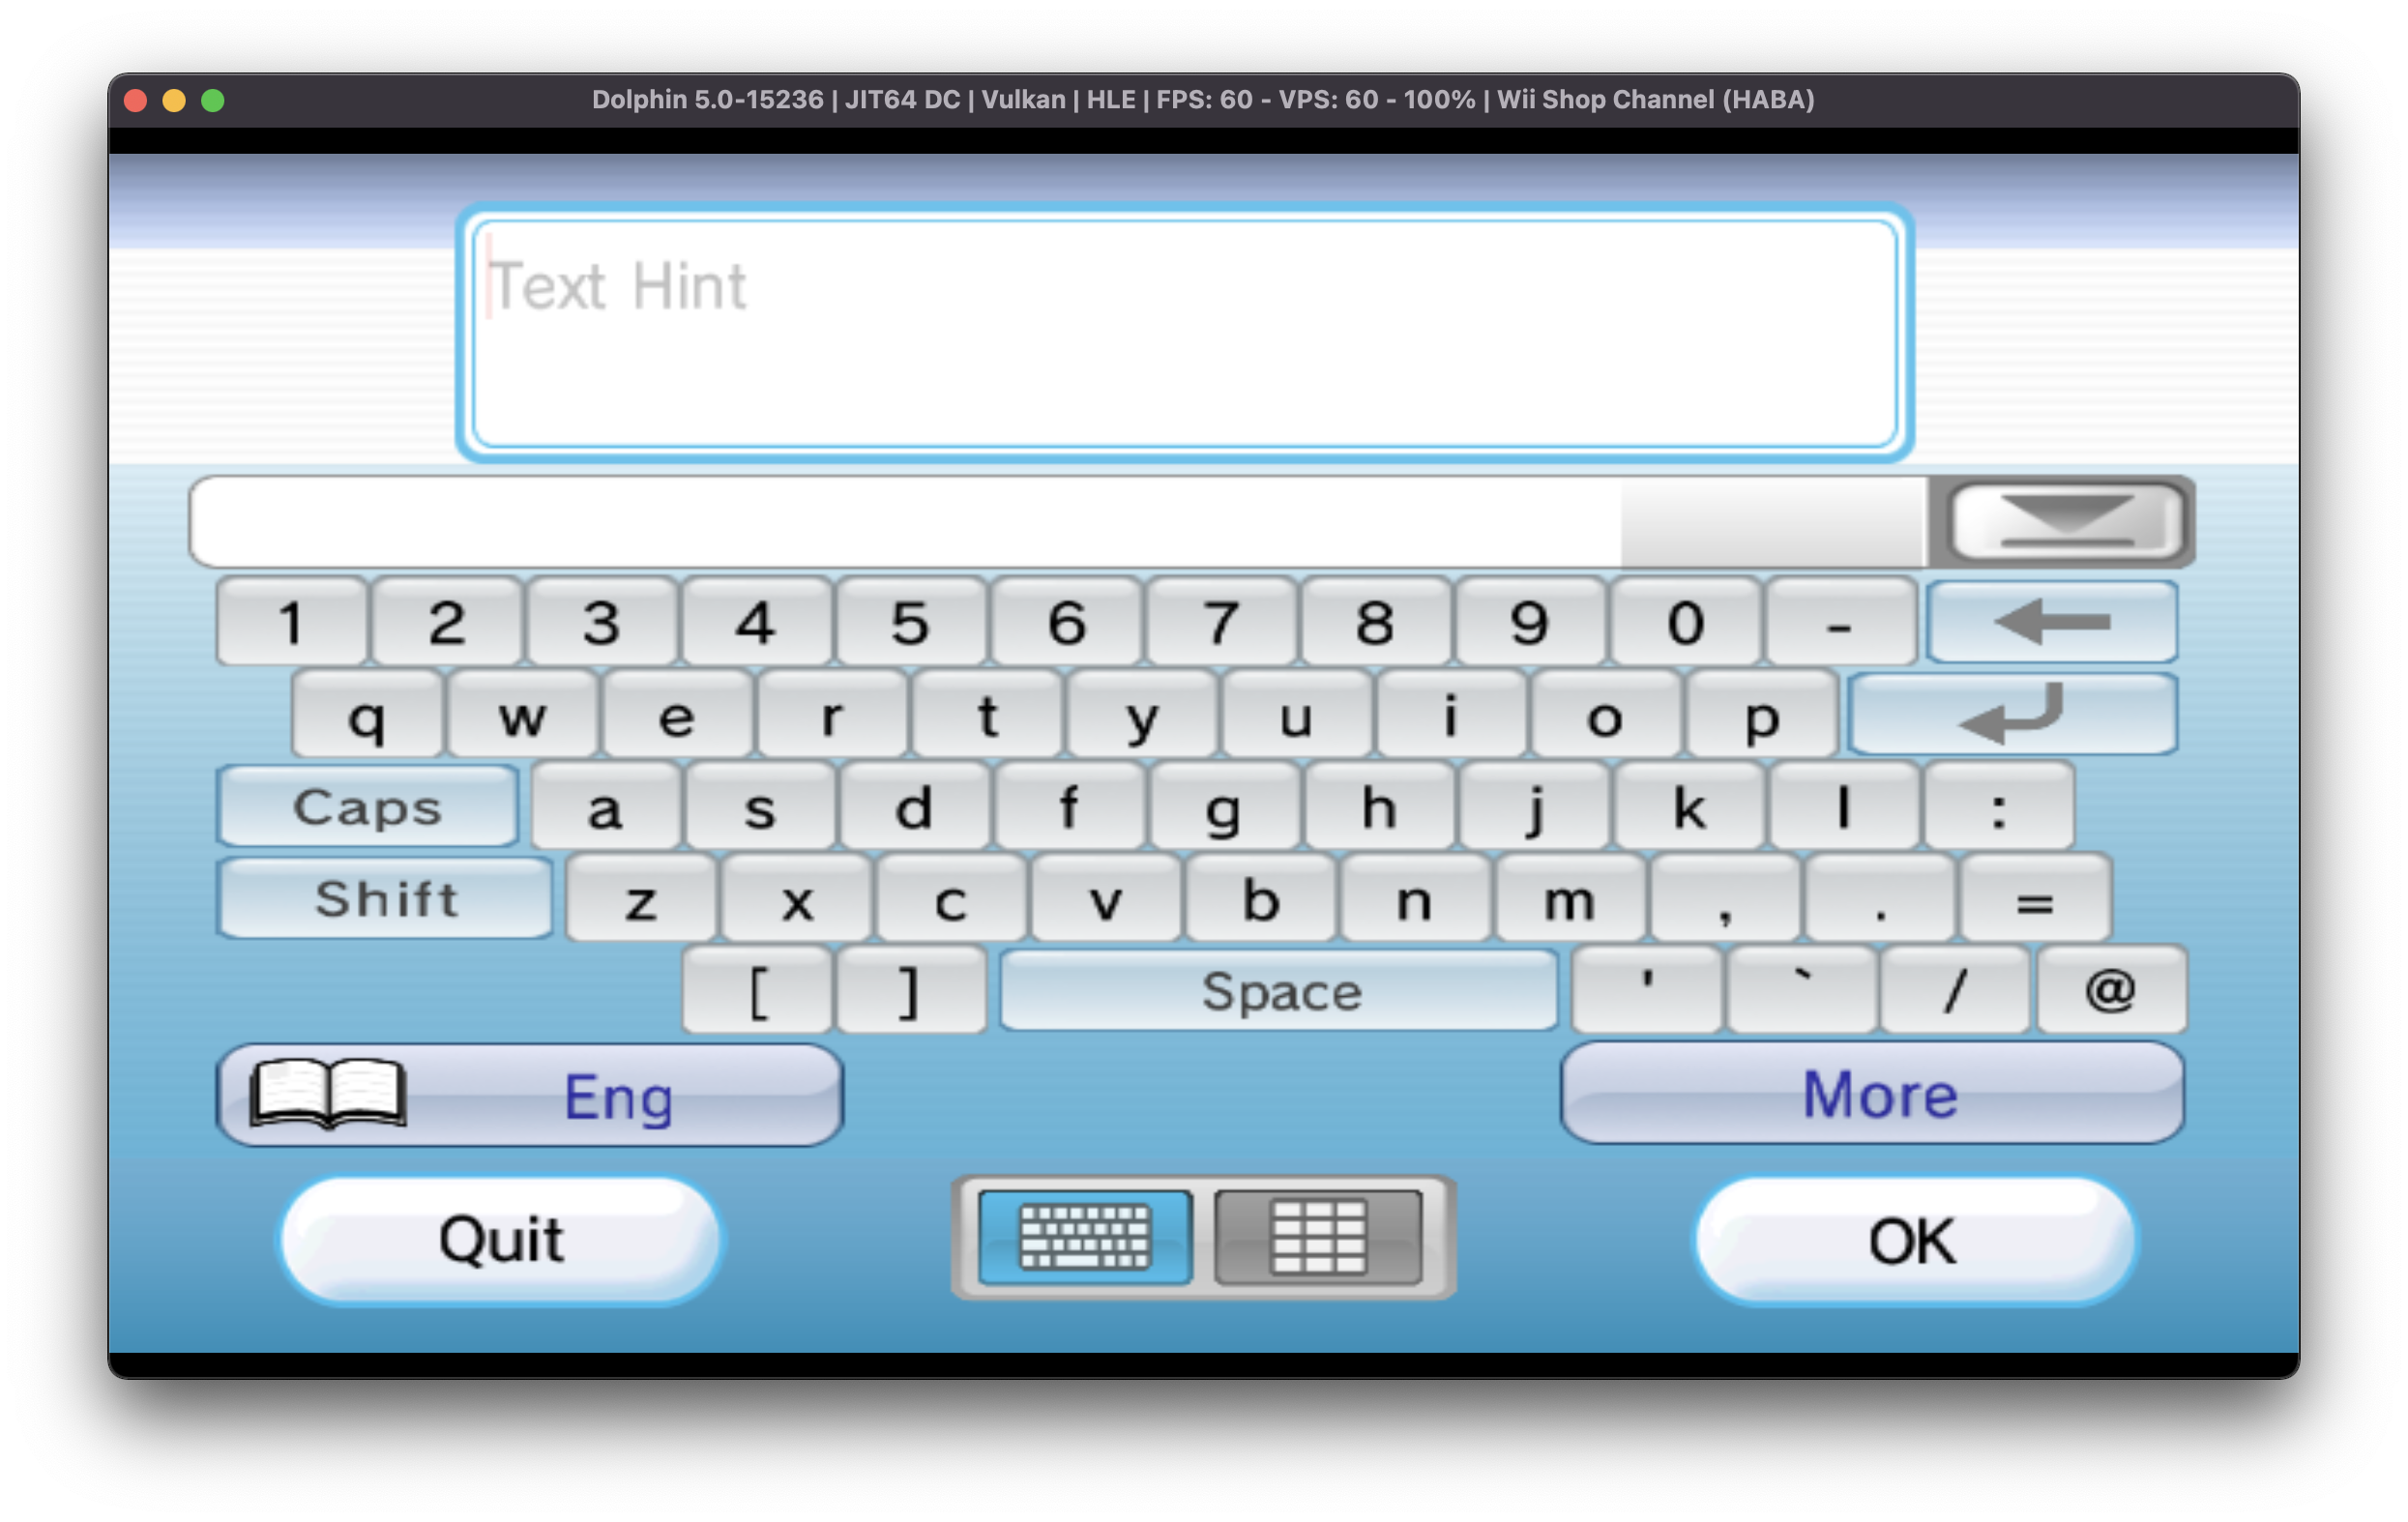 Dolphin 5.0-15236 | JIT64 DC | Vulkan | HLE | FPS: 60 - VPS: 60 - 100% | Wii Shop Channel (HABA)
Text Hint
1 2 3 4 5 6 7 8 9 0 -
q w e r t y u i o p
Caps a s d f g h j k l :
Shift z x c v b n m , . =
[ ] Space ' ` / @
Eng More
Quit OK